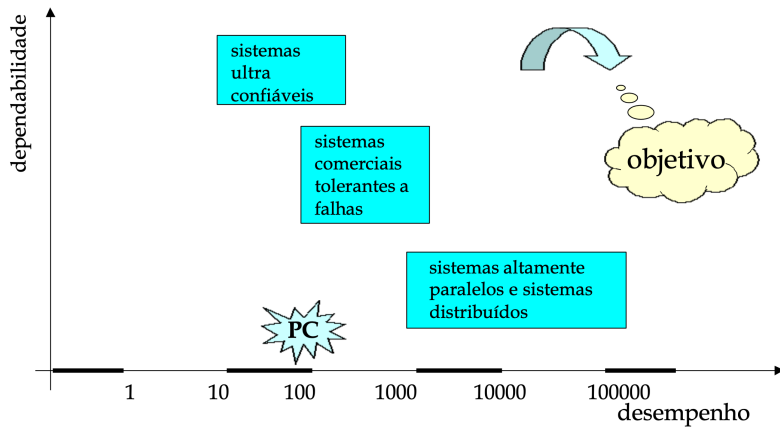 dependabilidade
sistemas
ultra
confiáveis
sistemas
comerciais
tolerantes a
falhas
objetivo
sistemas altamente
paralelos e sistemas
distribuídos
PC
1 10 100 1000 10000 100000
desempenho